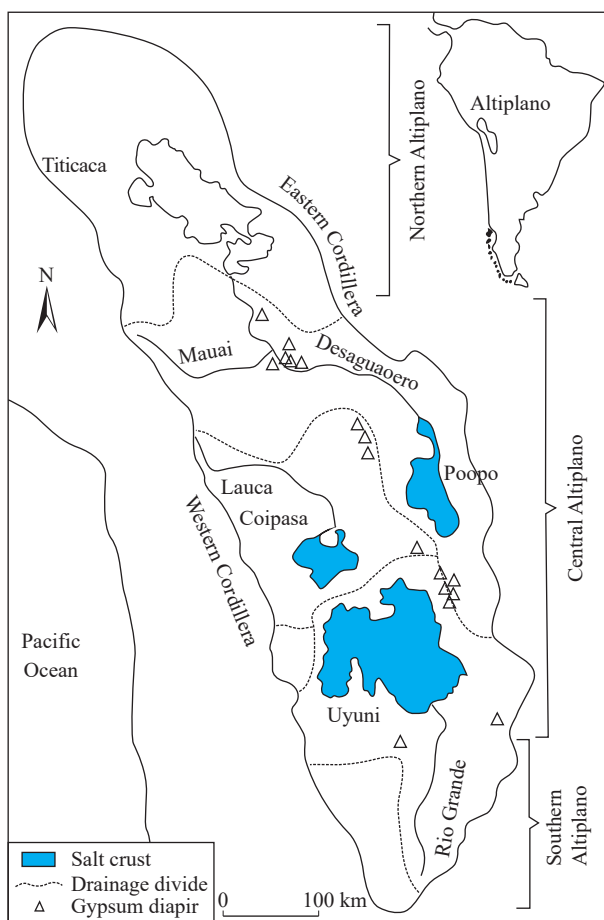 Altiplano
Northern Altiplano
Titicaca
Eastern Cordillera
N
Mauai
Desaguaoero
Lauca
Coipasa
Poopo
Western Cordillera
Central Altiplano
Pacific
Ocean
Uyuni
Rio Grande
Southern
Altiplano
Salt crust
Drainage divide
Gypsum diapir
0 100 km